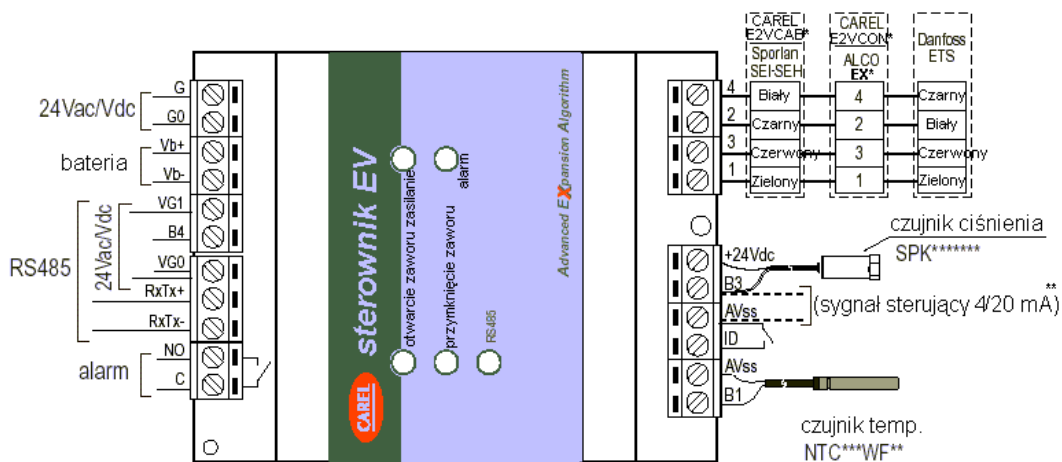 G
24Vac/Vdc
G0
Vb+
bateria
Vb-
VG1
B4
24Vac/Vdc
RS485
VG0
RxTx+
RxTx-
NO
alarm
C
CAREL
sterownik EV
otwarcie zaworu zasilanie
przymknięcie zaworu
alarm
RS485
Advanced EXpansion Algorithm
CAREL
E2VCAB*
Sporlan
SEI-SEH
CAREL
E2VCON*
ALCO
EX*
Danfoss
ETS
4 Biały 4 Czarny
2 Czarny 2 Biały
3 Czerwony 3 Czerwony
1 Zielony 1 Zielony
czujnik ciśnienia
SPK*******
+24Vdc
B3
(sygnał sterujący 4/20 mA)**
AVss
ID
AVss
B1
czujnik temp.
NTC***WF**